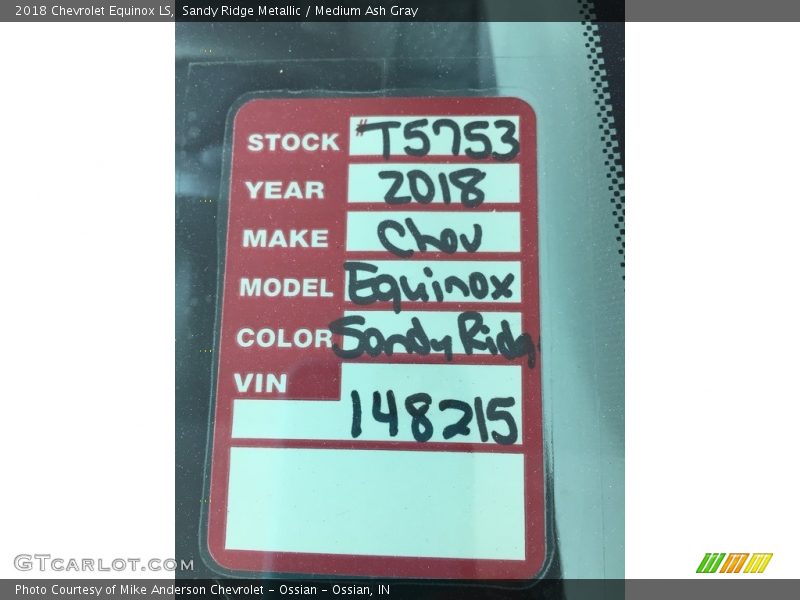 2018 Chevrolet Equinox LS, Sandy Ridge Metallic / Medium Ash Gray
STOCK #T5753
YEAR 2018
MAKE Chev
MODEL Equinox
COLOR Sandy Ridge
VIN
148215
GTCARLOT.COM
Photo Courtesy of Mike Anderson Chevrolet - Ossian - Ossian, IN